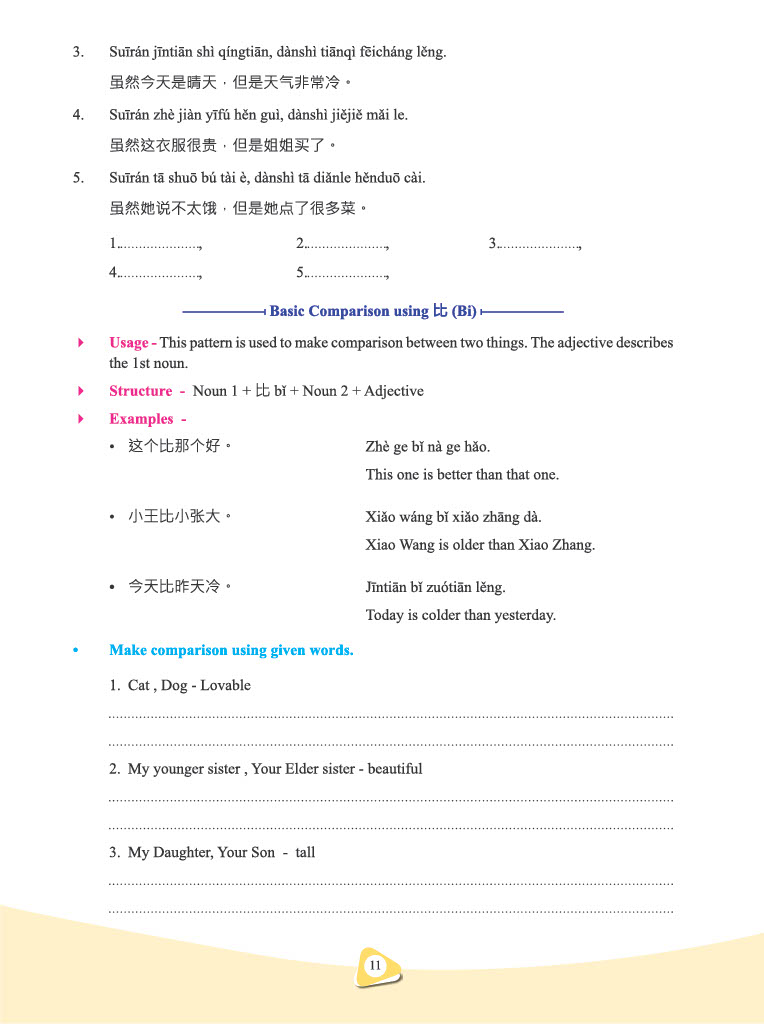 3. Suīrán jīntiān shì qíngtiān, dànshì tiānqì fēicháng lěng.
虽然今天是晴天，但是天气非常冷。
4. Suīrán zhè jiàn yīfú hěn guì, dànshì jiějiě mǎi le.
虽然这衣服很贵，但是姐姐买了。
5. Suīrán tā shuō bú tài è, dànshì tā diǎnle hěnduō cài.
虽然她说不太饿，但是她点了很多菜。
1....................., 2....................., 3.....................,
4....................., 5.....................,
Basic Comparison using 比 (Bǐ)
Usage - This pattern is used to make comparison between two things. The adjective describes
the 1st noun.
Structure - Noun 1 + 比 bǐ + Noun 2 + Adjective
Examples -
• 这个比那个好。 Zhè ge bǐ nà ge hǎo.
This one is better than that one.
• 小王比小张大。 Xiǎo wáng bǐ xiǎo zhāng dà.
Xiao Wang is older than Xiao Zhang.
• 今天比昨天冷。 Jīntiān bǐ zuótiān lěng.
Today is colder than yesterday.
• Make comparison using given words.
1. Cat , Dog - Lovable
2. My younger sister , Your Elder sister - beautiful
3. My Daughter, Your Son - tall
11